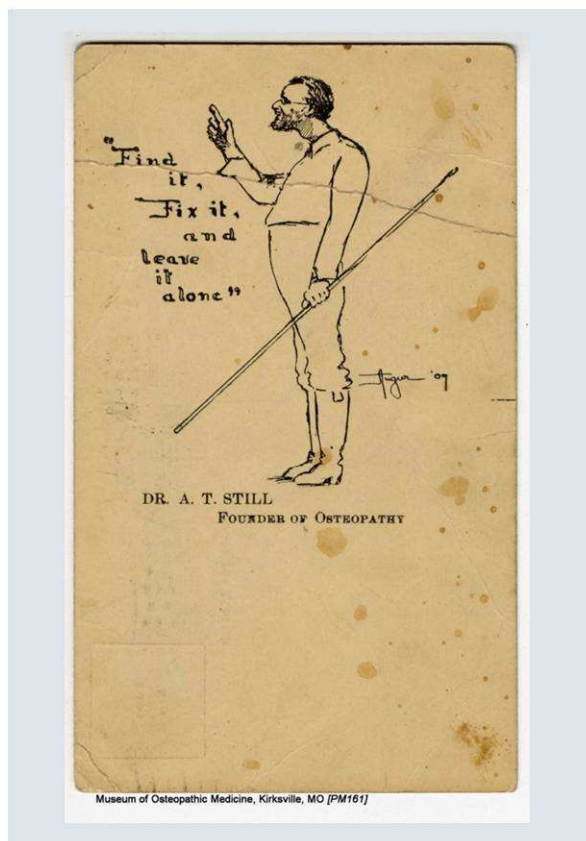 "Find
it,
Fix it,
and
leave
it
alone"
'09
DR. A. T. STILL
FOUNDER OF OSTEOPATHY
Museum of Osteopathic Medicine, Kirksville, MO [PM161]